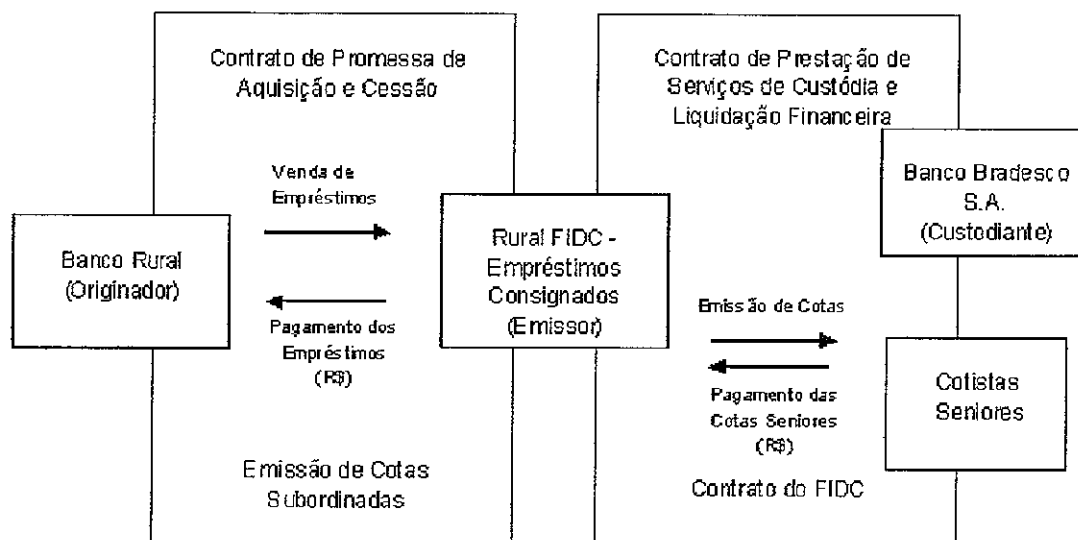 Contrato de Promessa de
Aquisição e Cessão
Contrato de Prestação de
Serviços de Custódia e
Liquidação Financeira
Venda de
Empréstimos
Banco Bradesco
S.A.
(Custodiante)
Banco Rural
(Originador)
Rural FIDC -
Empréstimos
Consignados
(Emissor)
Pagamento dos
Empréstimos
(R$)
Emissão de Cotas
Pagamento das
Cotas Seniores
(R$)
Cotistas
Seniores
Emissão de Cotas
Subordinadas
Contrato do FIDC